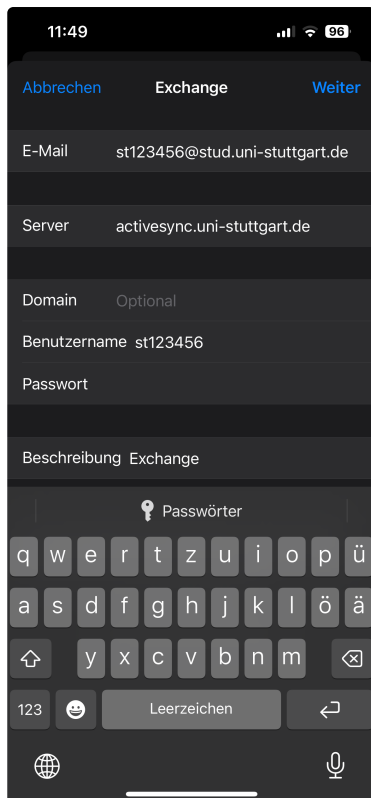 11:49 96
Abbrechen Exchange Weiter
E-Mail st123456@stud.uni-stuttgart.de
Server activesync.uni-stuttgart.de
Domain Optional
Benutzername st123456
Passwort
Beschreibung Exchange
Passwörter
q w e r t z u i o p ü
a s d f g h j k l ö ä
y x c v b n m
123 Leerzeichen